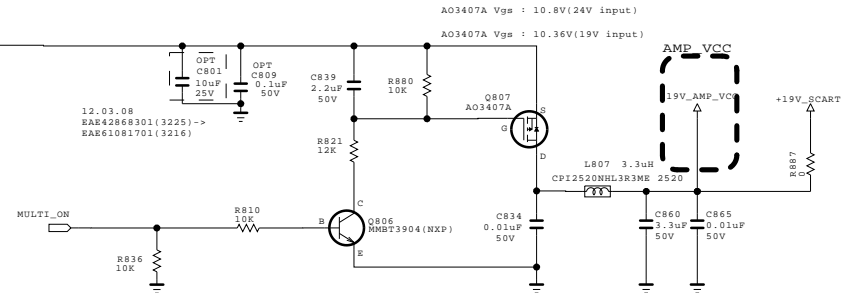 AO3407A Vgs : 10.8V(24V input)
AO3407A Vgs : 10.36V(19V input)
AMP_VCC
19V_AMP_VCC
+19V_SCART
OPT
C801
10uF
25V
OPT
C809
0.1uF
50V
C839
2.2uF
50V
R880
10K
Q807
AO3407A
S
G
D
12.03.08
EAE42868301(3225)->
EAE61081701(3216)
R821
12K
L807 3.3uH
CPI2520NHL3R3ME 2520
R887
0
MULTI_ON
R810
10K
B
C
Q806
MMBT3904(NXP)
E
R836
10K
C834
0.01uF
50V
C860
3.3uF
50V
C865
0.01uF
50V